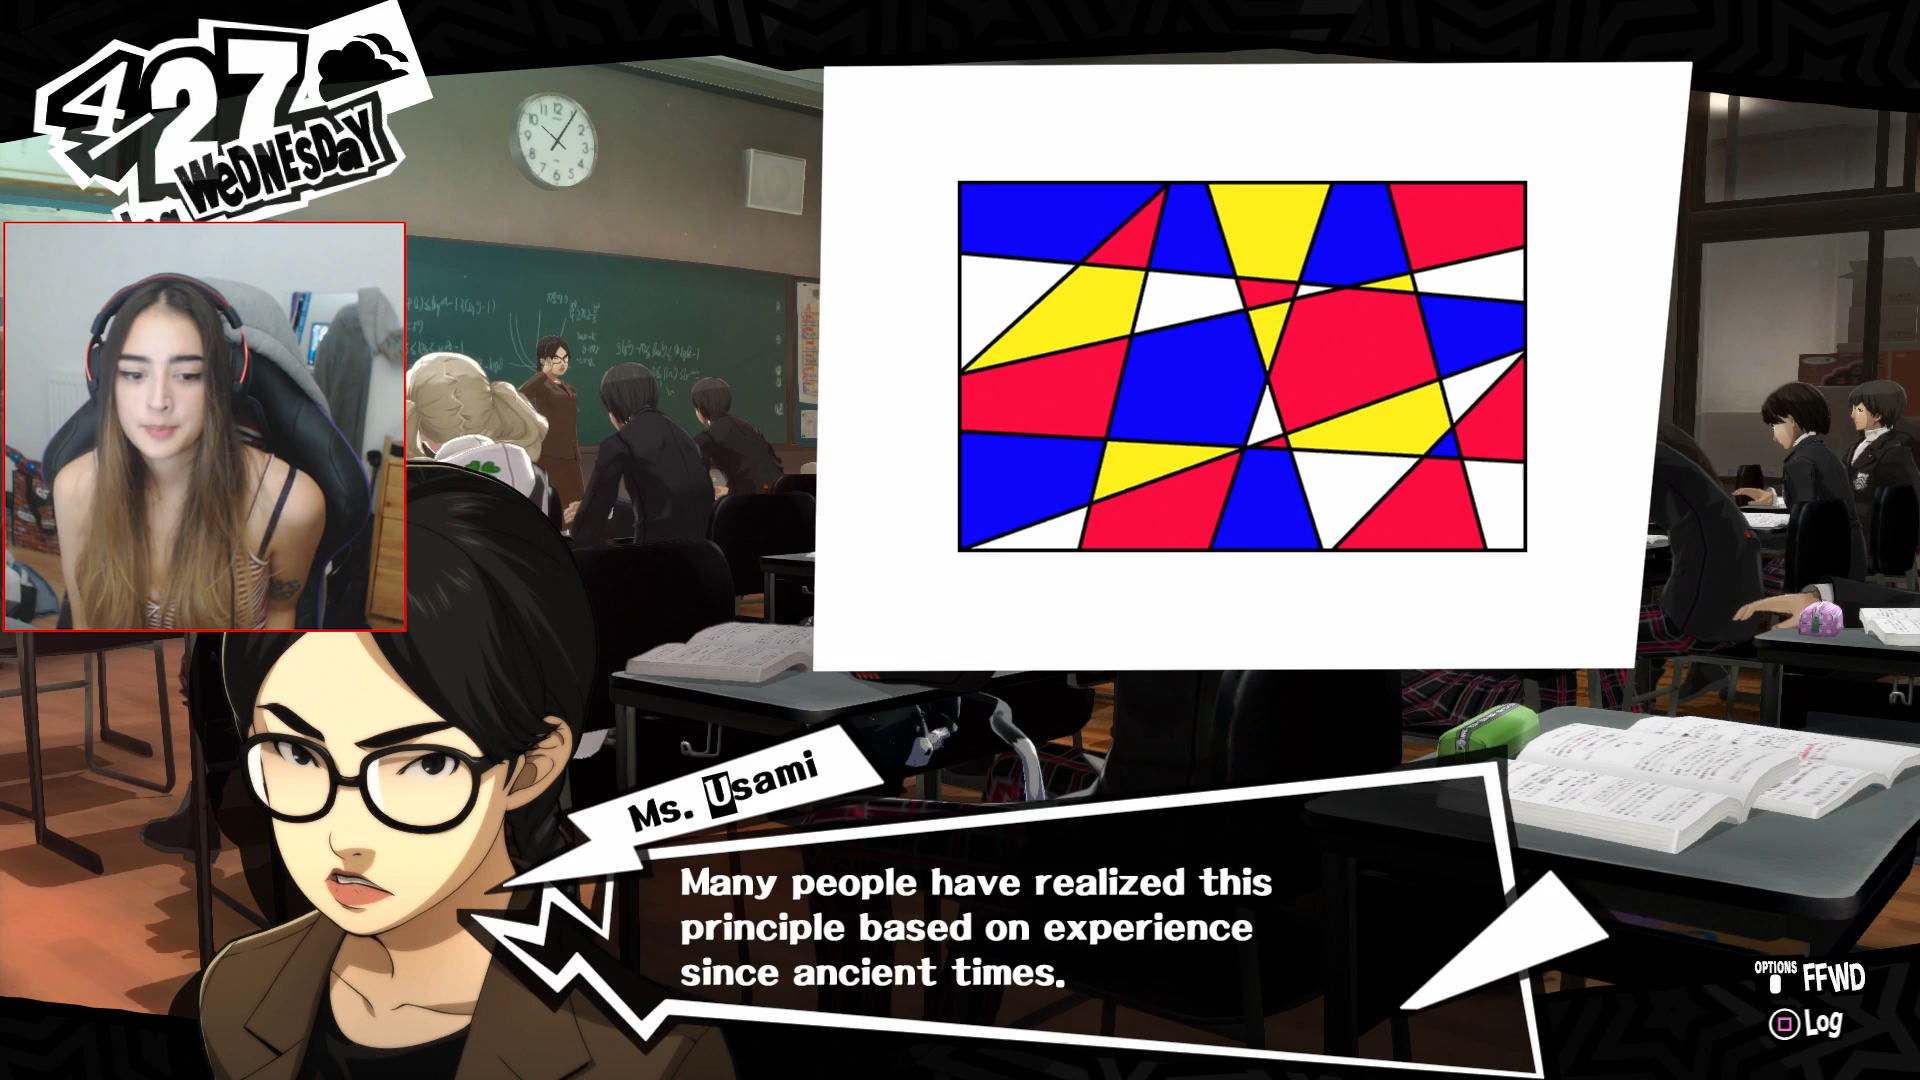 4 27
WeDNESDaY
Ms. Usami
Many people have realized this
principle based on experience
since ancient times.
OPTIONS FFWD
Log